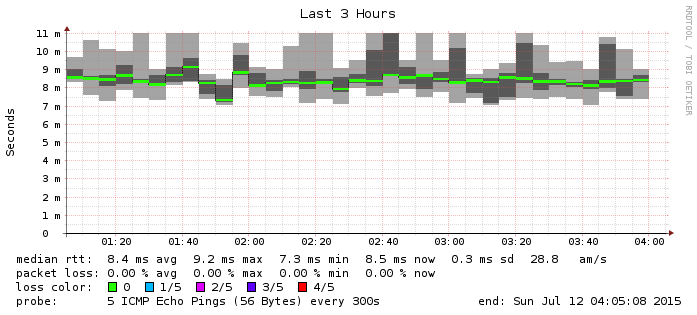 Last 3 Hours
RRDTOOL / TOBI OETIKER
Seconds
11 m
10 m
9 m
8 m
7 m
6 m
5 m
4 m
3 m
2 m
1 m
0
01:20 01:40 02:00 02:20 02:40 03:00 03:20 03:40 04:00
median rtt: 8.4 ms avg 9.2 ms max 7.3 ms min 8.5 ms now 0.3 ms sd 28.8 am/s
packet loss: 0.00 % avg 0.00 % max 0.00 % min 0.00 % now
loss color: 0 1/5 2/5 3/5 4/5
probe: 5 ICMP Echo Pings (56 Bytes) every 300s end: Sun Jul 12 04:05:08 2015